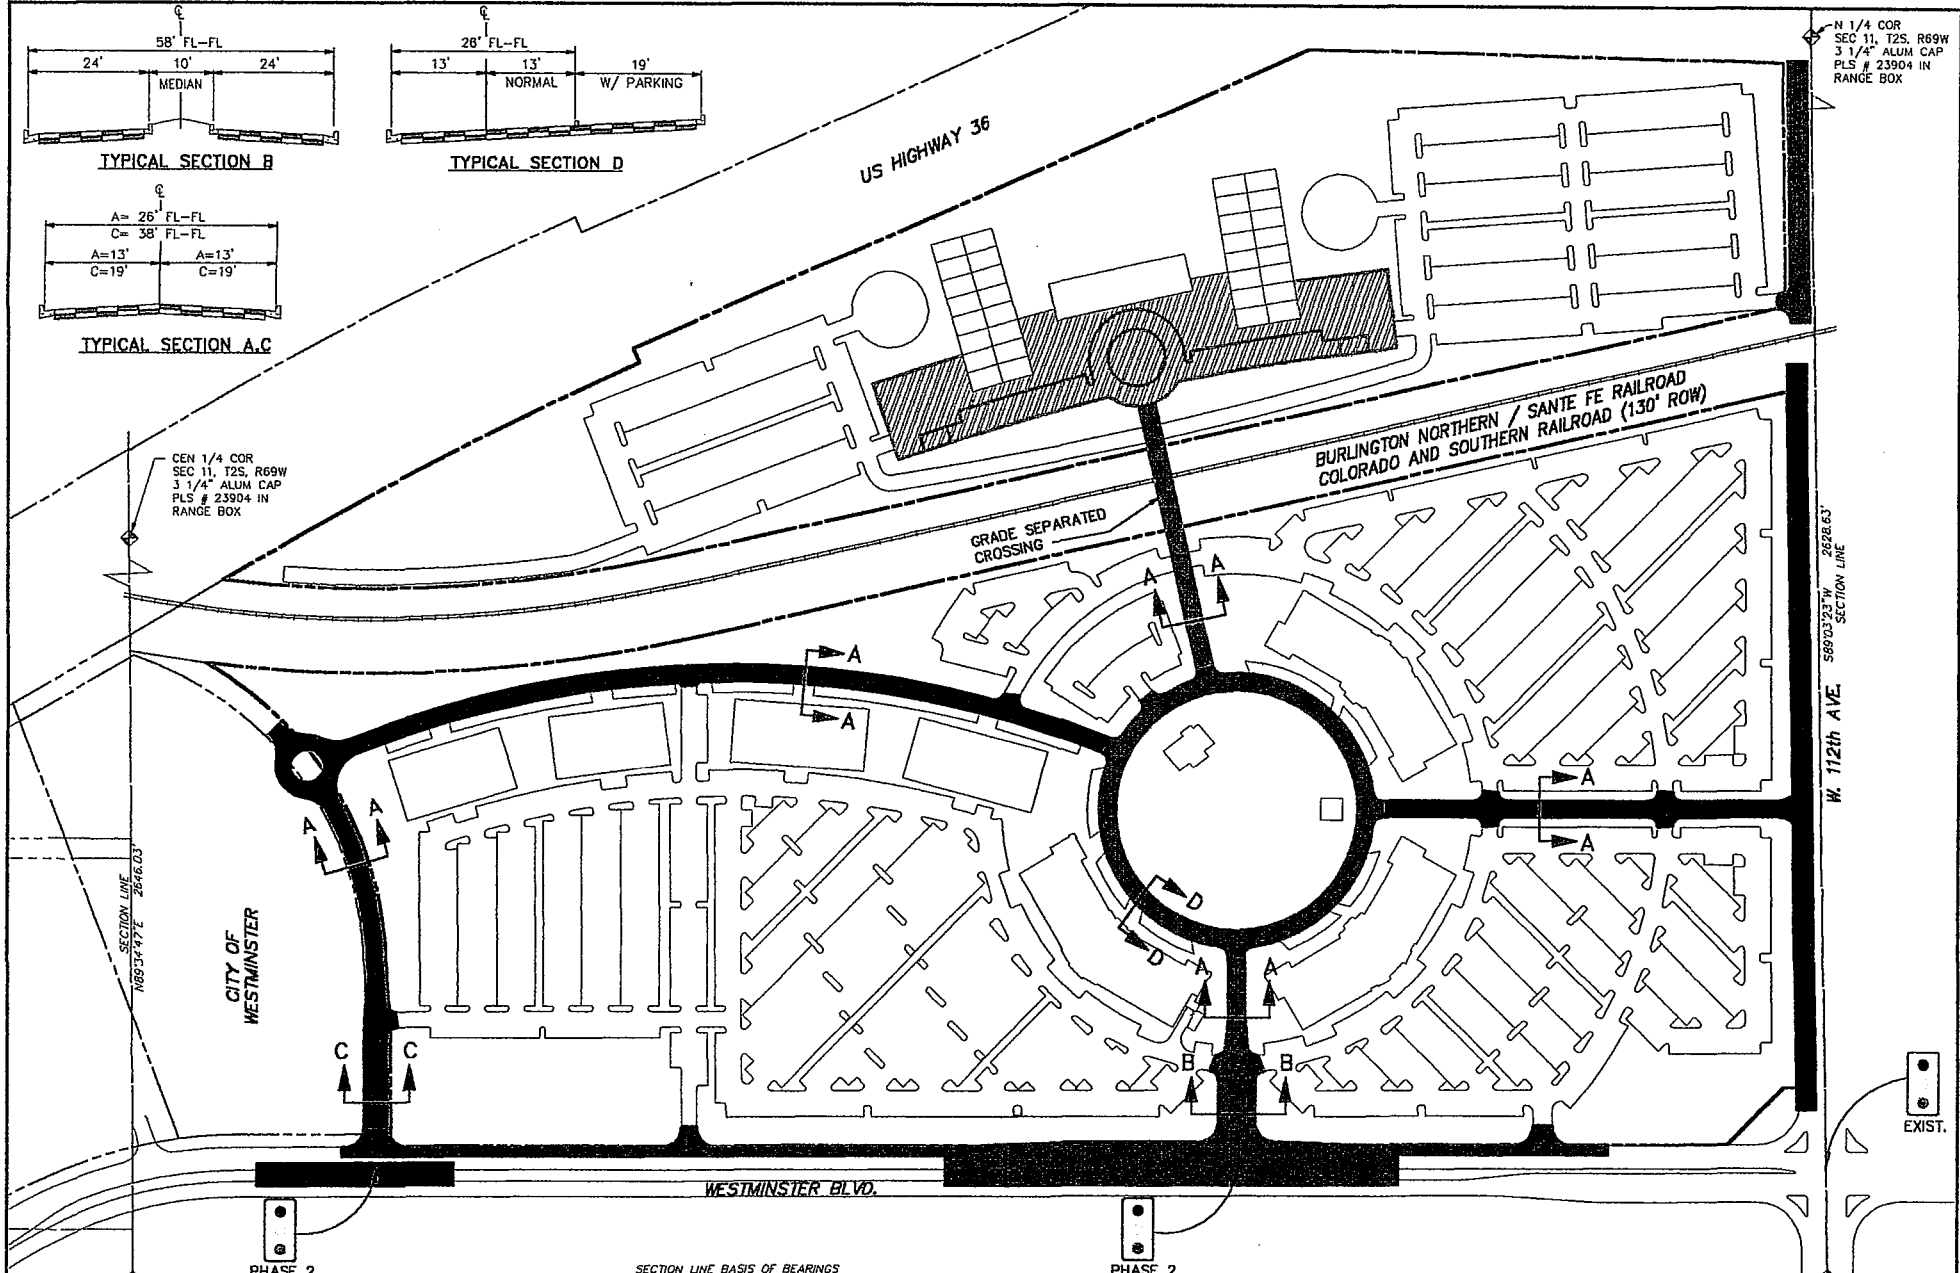 ℄
58' FL-FL
24' 10' 24'
MEDIAN
TYPICAL SECTION B
℄
26' FL-FL
13' 13' 19'
NORMAL W/ PARKING
TYPICAL SECTION D
℄
A= 26' FL-FL
C= 38' FL-FL
A=13' A=13'
C=19' C=19'
TYPICAL SECTION A.C
N 1/4 COR
SEC 11, T2S, R69W
3 1/4" ALUM CAP
PLS # 23904 IN
RANGE BOX
US HIGHWAY 36
CEN 1/4 COR
SEC 11, T2S, R69W
3 1/4" ALUM CAP
PLS # 23904 IN
RANGE BOX
BURLINGTON NORTHERN / SANTE FE RAILROAD
COLORADO AND SOUTHERN RAILROAD (130' ROW)
GRADE SEPARATED
CROSSING
S89°03'23"W 2628.63'
SECTION LINE
W. 112th AVE.
A
A
A
A
A
A
A
A
D
D
A
A
C
C
B
B
SECTION LINE
N89°34'47"E 2646.03'
CITY OF
WESTMINSTER
EXIST.
WESTMINSTER BLVD.
PHASE 2
PHASE 2
SECTION LINE BASIS OF BEARINGS